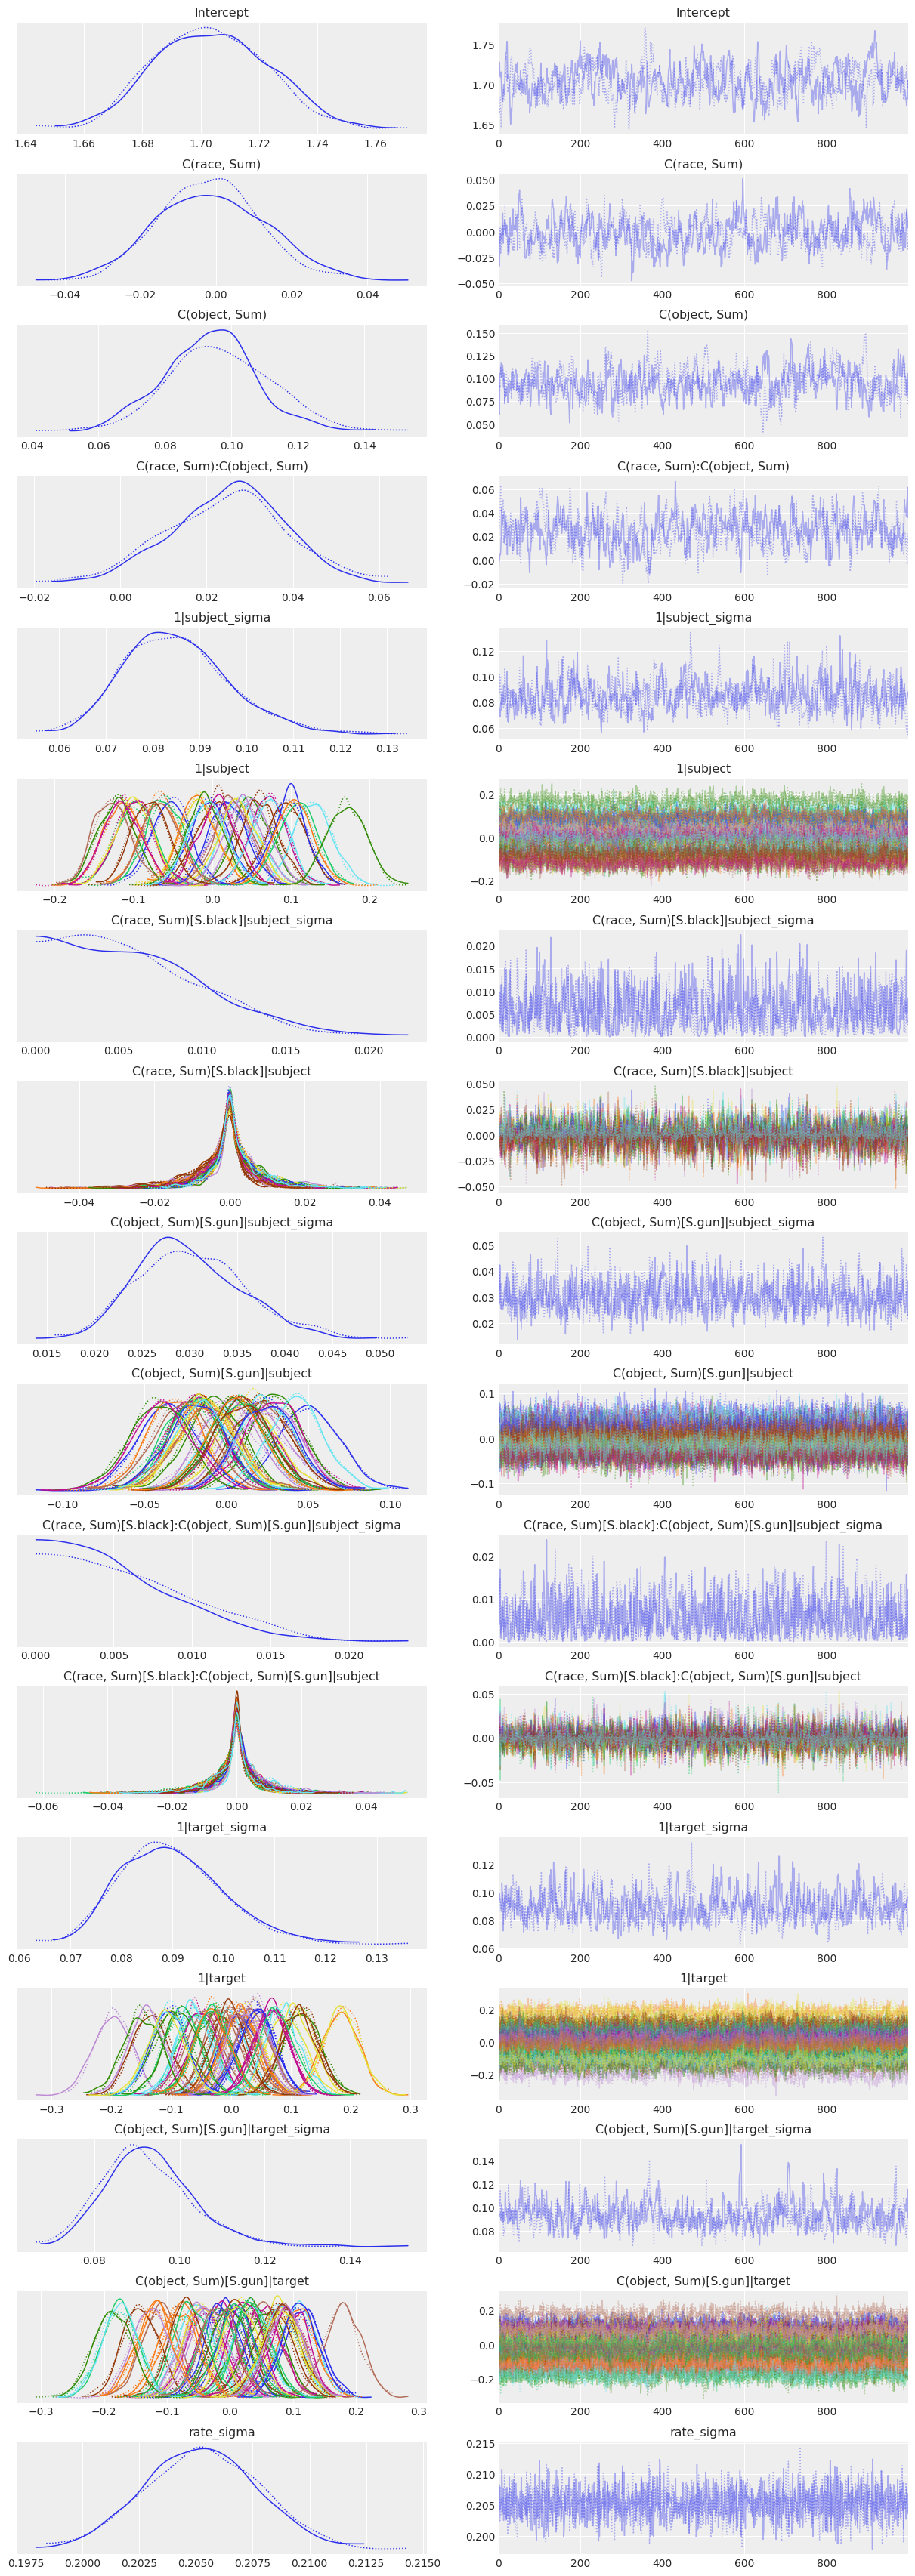 Intercept Intercept
1.75
1.70
1.65
1.64 1.66 1.68 1.70 1.72 1.74 1.76 0 200 400 600 800
C(race, Sum) C(race, Sum)
0.050
0.025
0.000
−0.025
−0.050
−0.04 −0.02 0.00 0.02 0.04 0 200 400 600 800
C(object, Sum) C(object, Sum)
0.150
0.125
0.100
0.075
0.050
0.04 0.06 0.08 0.10 0.12 0.14 0 200 400 600 800
C(race, Sum):C(object, Sum) C(race, Sum):C(object, Sum)
0.06
0.04
0.02
0.00
−0.02
−0.02 0.00 0.02 0.04 0.06 0 200 400 600 800
1|subject_sigma 1|subject_sigma
0.12
0.10
0.08
0.06
0.06 0.07 0.08 0.09 0.10 0.11 0.12 0.13 0 200 400 600 800
1|subject 1|subject
0.2
0.0
−0.2
−0.2 −0.1 0.0 0.1 0.2 0 200 400 600 800
C(race, Sum)[S.black]|subject_sigma C(race, Sum)[S.black]|subject_sigma
0.020
0.015
0.010
0.005
0.000
0.000 0.005 0.010 0.015 0.020 0 200 400 600 800
C(race, Sum)[S.black]|subject C(race, Sum)[S.black]|subject
0.050
0.025
0.000
−0.025
−0.050
−0.04 −0.02 0.00 0.02 0.04 0 200 400 600 800
C(object, Sum)[S.gun]|subject_sigma C(object, Sum)[S.gun]|subject_sigma
0.05
0.04
0.03
0.02
0.015 0.020 0.025 0.030 0.035 0.040 0.045 0.050 0 200 400 600 800
C(object, Sum)[S.gun]|subject C(object, Sum)[S.gun]|subject
0.1
0.0
−0.1
−0.10 −0.05 0.00 0.05 0.10 0 200 400 600 800
C(race, Sum)[S.black]:C(object, Sum)[S.gun]|subject_sigma C(race, Sum)[S.black]:C(object, Sum)[S.gun]|subject_sigma
0.02
0.01
0.00
0.000 0.005 0.010 0.015 0.020 0 200 400 600 800
C(race, Sum)[S.black]:C(object, Sum)[S.gun]|subject C(race, Sum)[S.black]:C(object, Sum)[S.gun]|subject
0.05
0.00
−0.05
−0.06 −0.04 −0.02 0.00 0.02 0.04 0 200 400 600 800
1|target_sigma 1|target_sigma
0.12
0.10
0.08
0.06
0.06 0.07 0.08 0.09 0.10 0.11 0.12 0.13 0 200 400 600 800
1|target 1|target
0.2
0.0
−0.2
−0.3 −0.2 −0.1 0.0 0.1 0.2 0.3 0 200 400 600 800
C(object, Sum)[S.gun]|target_sigma C(object, Sum)[S.gun]|target_sigma
0.14
0.12
0.10
0.08
0.08 0.10 0.12 0.14 0 200 400 600 800
C(object, Sum)[S.gun]|target C(object, Sum)[S.gun]|target
0.2
0.0
−0.2
−0.3 −0.2 −0.1 0.0 0.1 0.2 0.3 0 200 400 600 800
rate_sigma rate_sigma
0.215
0.210
0.205
0.200
0.1975 0.2000 0.2025 0.2050 0.2075 0.2100 0.2125 0.2150 0 200 400 600 800